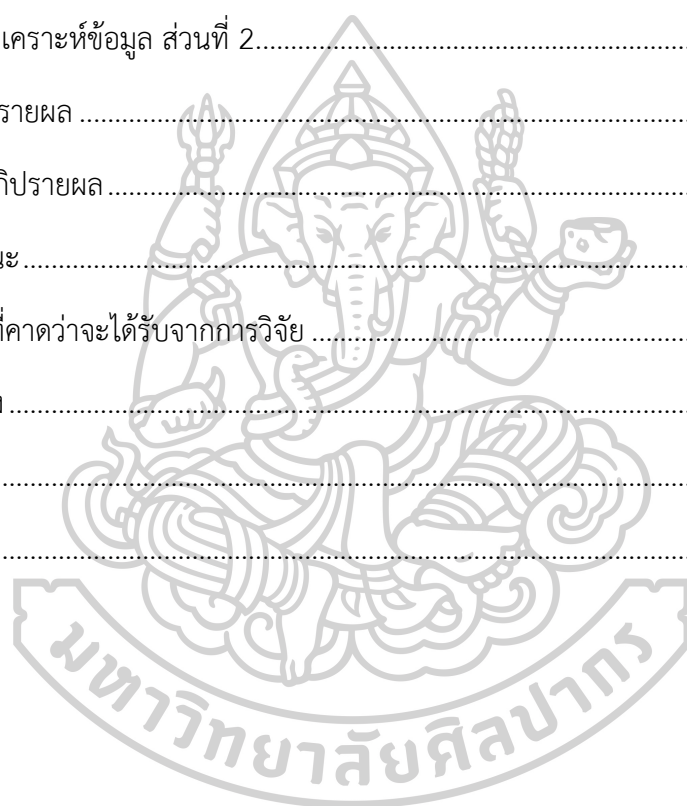 เคราะห์ข้อมูล ส่วนที่ 2........................................................................
รายผล ........................................................................................................
ภิปรายผล....................................................................................................
นะ................................................................................................................
ที่คาดว่าจะได้รับจากการวิจัย ................................................................
...................................................................................................................
...................................................................................................................
...................................................................................................................
มหาวิทยาลัยศิลปากร